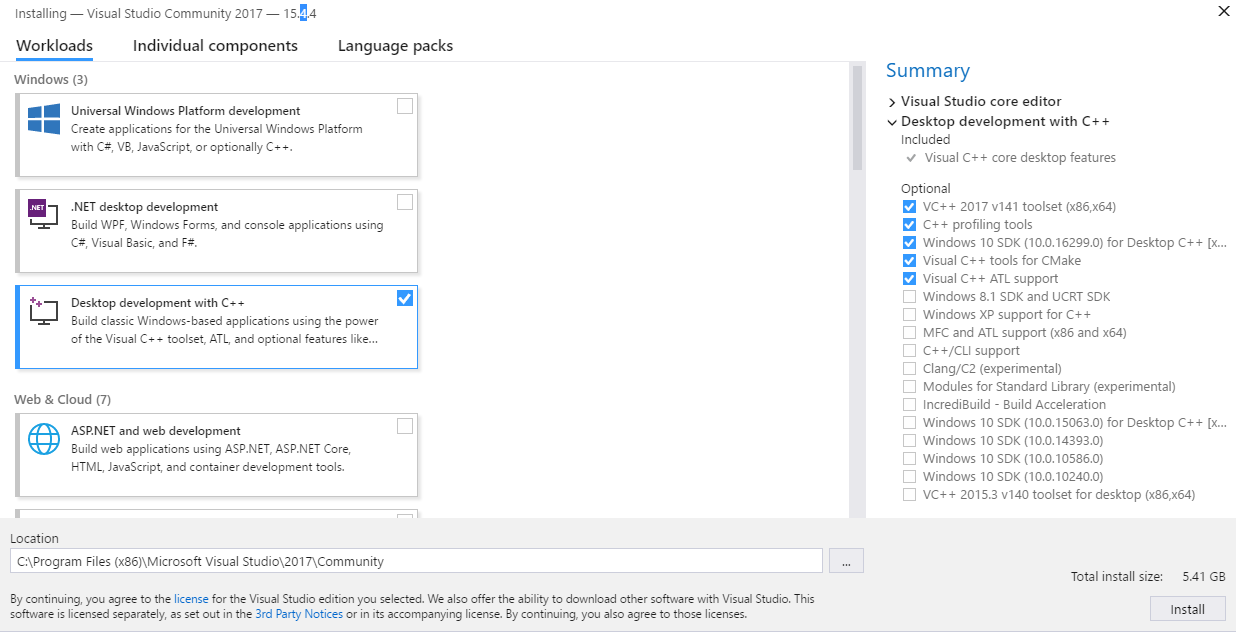 Installing — Visual Studio Community 2017 — 15.4.4
Workloads
Individual components
Language packs
Windows (3)
Universal Windows Platform development
Create applications for the Universal Windows Platform
with C#, VB, JavaScript, or optionally C++.
.NET
.NET desktop development
Build WPF, Windows Forms, and console applications using
C#, Visual Basic, and F#.
Desktop development with C++
Build classic Windows-based applications using the power
of the Visual C++ toolset, ATL, and optional features like...
Web & Cloud (7)
ASP.NET and web development
Build web applications using ASP.NET, ASP.NET Core,
HTML, JavaScript, and container development tools.
Summary
Visual Studio core editor
Desktop development with C++
Included
Visual C++ core desktop features
Optional
VC++ 2017 v141 toolset (x86,x64)
C++ profiling tools
Windows 10 SDK (10.0.16299.0) for Desktop C++ [x...
Visual C++ tools for CMake
Visual C++ ATL support
Windows 8.1 SDK and UCRT SDK
Windows XP support for C++
MFC and ATL support (x86 and x64)
C++/CLI support
Clang/C2 (experimental)
Modules for Standard Library (experimental)
IncrediBuild - Build Acceleration
Windows 10 SDK (10.0.15063.0) for Desktop C++ [x...
Windows 10 SDK (10.0.14393.0)
Windows 10 SDK (10.0.10586.0)
Windows 10 SDK (10.0.10240.0)
VC++ 2015.3 v140 toolset for desktop (x86,x64)
Location
C:\Program Files (x86)\Microsoft Visual Studio\2017\Community
...
By continuing, you agree to the license for the Visual Studio edition you selected. We also offer the ability to download other software with Visual Studio. This
software is licensed separately, as set out in the 3rd Party Notices or in its accompanying license. By continuing, you also agree to those licenses.
Total install size: 5.41 GB
Install